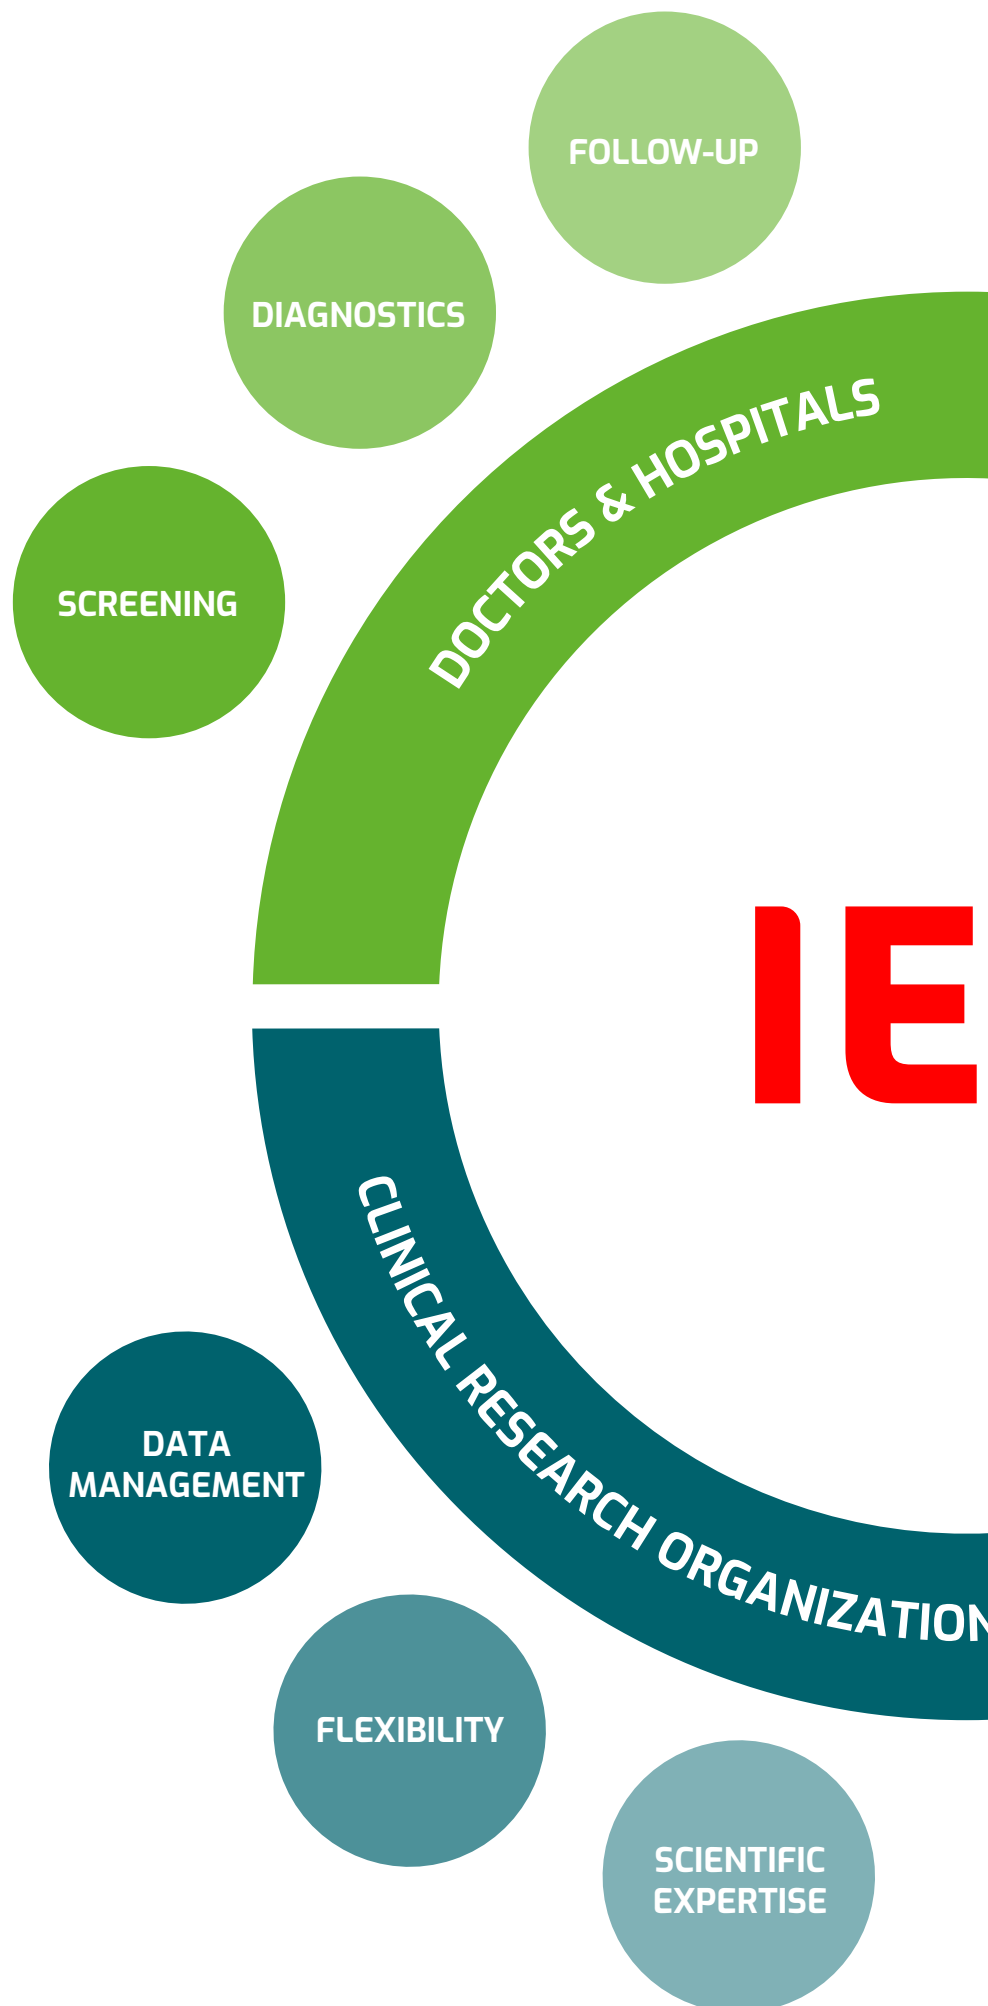 FOLLOW-UP
DIAGNOSTICS
DOCTORS & HOSPITALS
SCREENING
IE
CLINICAL RESEARCH ORGANIZATION
DATA
MANAGEMENT
FLEXIBILITY
SCIENTIFIC
EXPERTISE